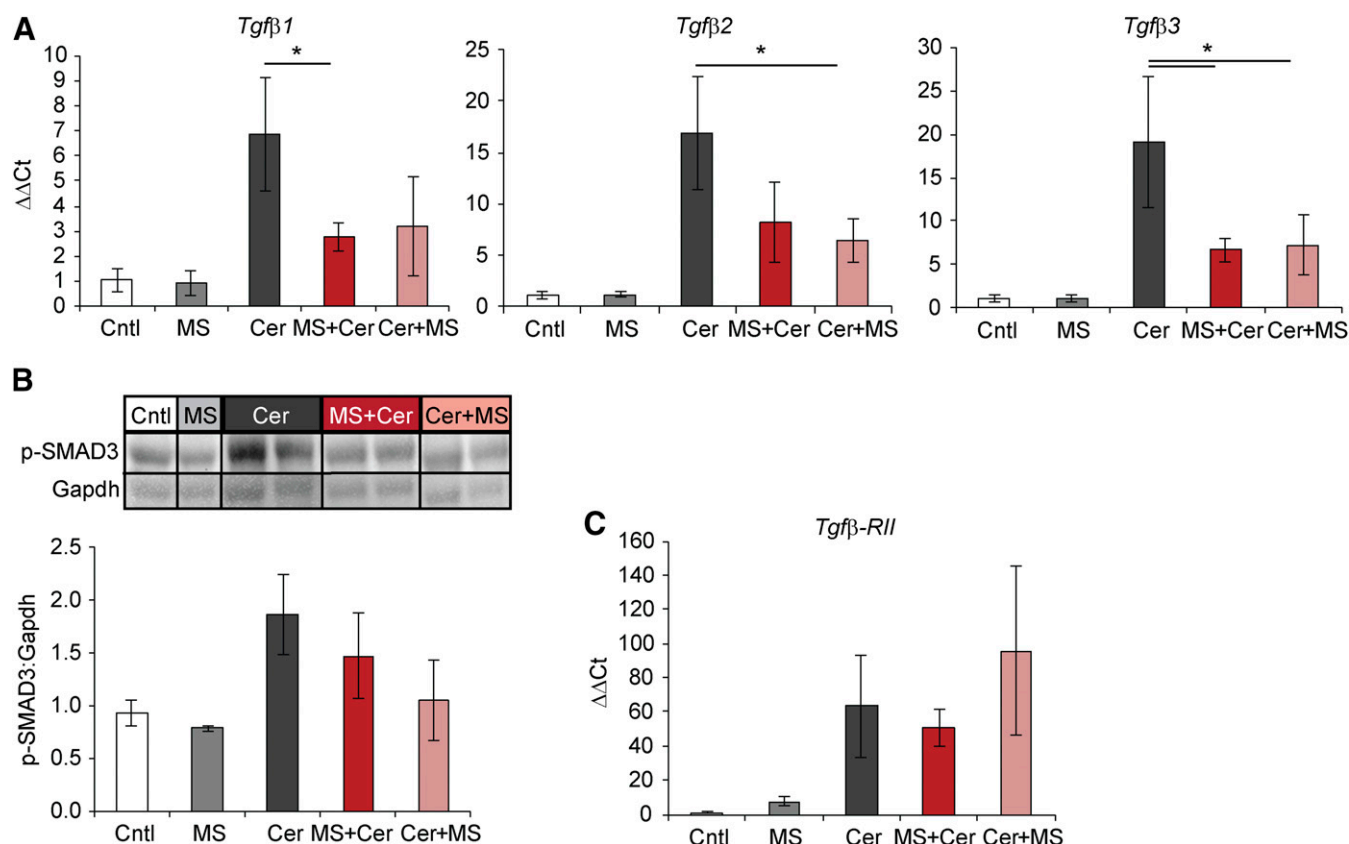 A
Tgfβ1
Tgfβ2
Tgfβ3
ΔΔCt
10
9
8
7
6
5
4
3
2
1
0
*
Cntl MS Cer MS+Cer Cer+MS
25
20
15
10
5
0
*
Cntl MS Cer MS+Cer Cer+MS
30
25
20
15
10
5
0
*
Cntl MS Cer MS+Cer Cer+MS
B
Cntl MS Cer MS+Cer Cer+MS
p-SMAD3
Gapdh
p-SMAD3:Gapdh
2.5
2.0
1.5
1.0
0.5
0.0
Cntl MS Cer MS+Cer Cer+MS
C
Tgfβ-RII
ΔΔCt
160
140
120
100
80
60
40
20
0
Cntl MS Cer MS+Cer Cer+MS